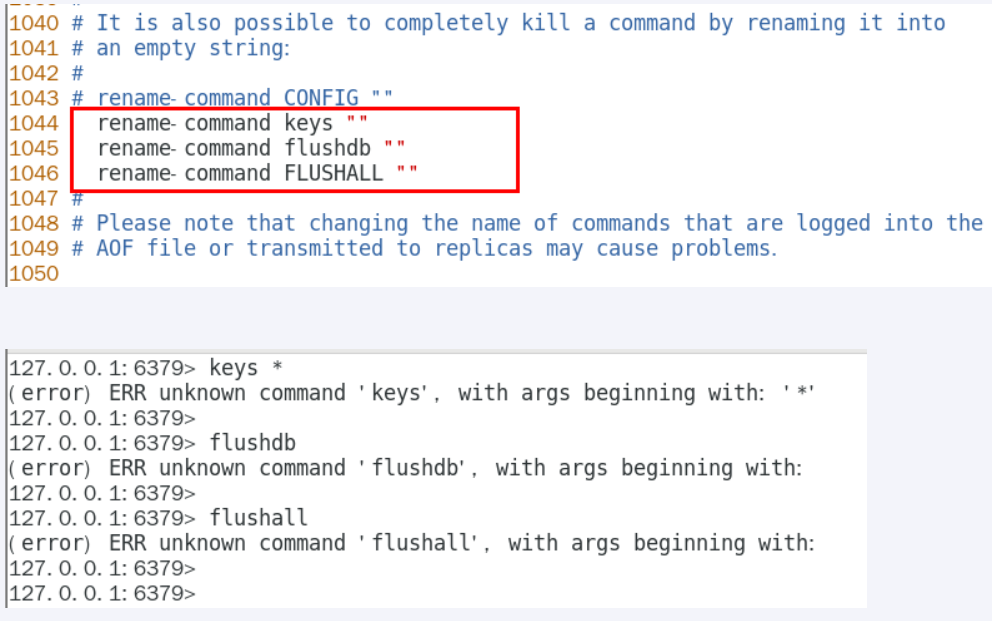 1040 # It is also possible to completely kill a command by renaming it into
1041 # an empty string:
1042 #
1043 # rename-command CONFIG ""
1044 rename-command keys ""
1045 rename-command flushdb ""
1046 rename-command FLUSHALL ""
1047 #
1048 # Please note that changing the name of commands that are logged into the
1049 # AOF file or transmitted to replicas may cause problems.
1050
127.0.0.1:6379> keys *
(error) ERR unknown command 'keys', with args beginning with: '*'
127.0.0.1:6379>
127.0.0.1:6379> flushdb
(error) ERR unknown command 'flushdb', with args beginning with:
127.0.0.1:6379>
127.0.0.1:6379> flushall
(error) ERR unknown command 'flushall', with args beginning with:
127.0.0.1:6379>
127.0.0.1:6379>